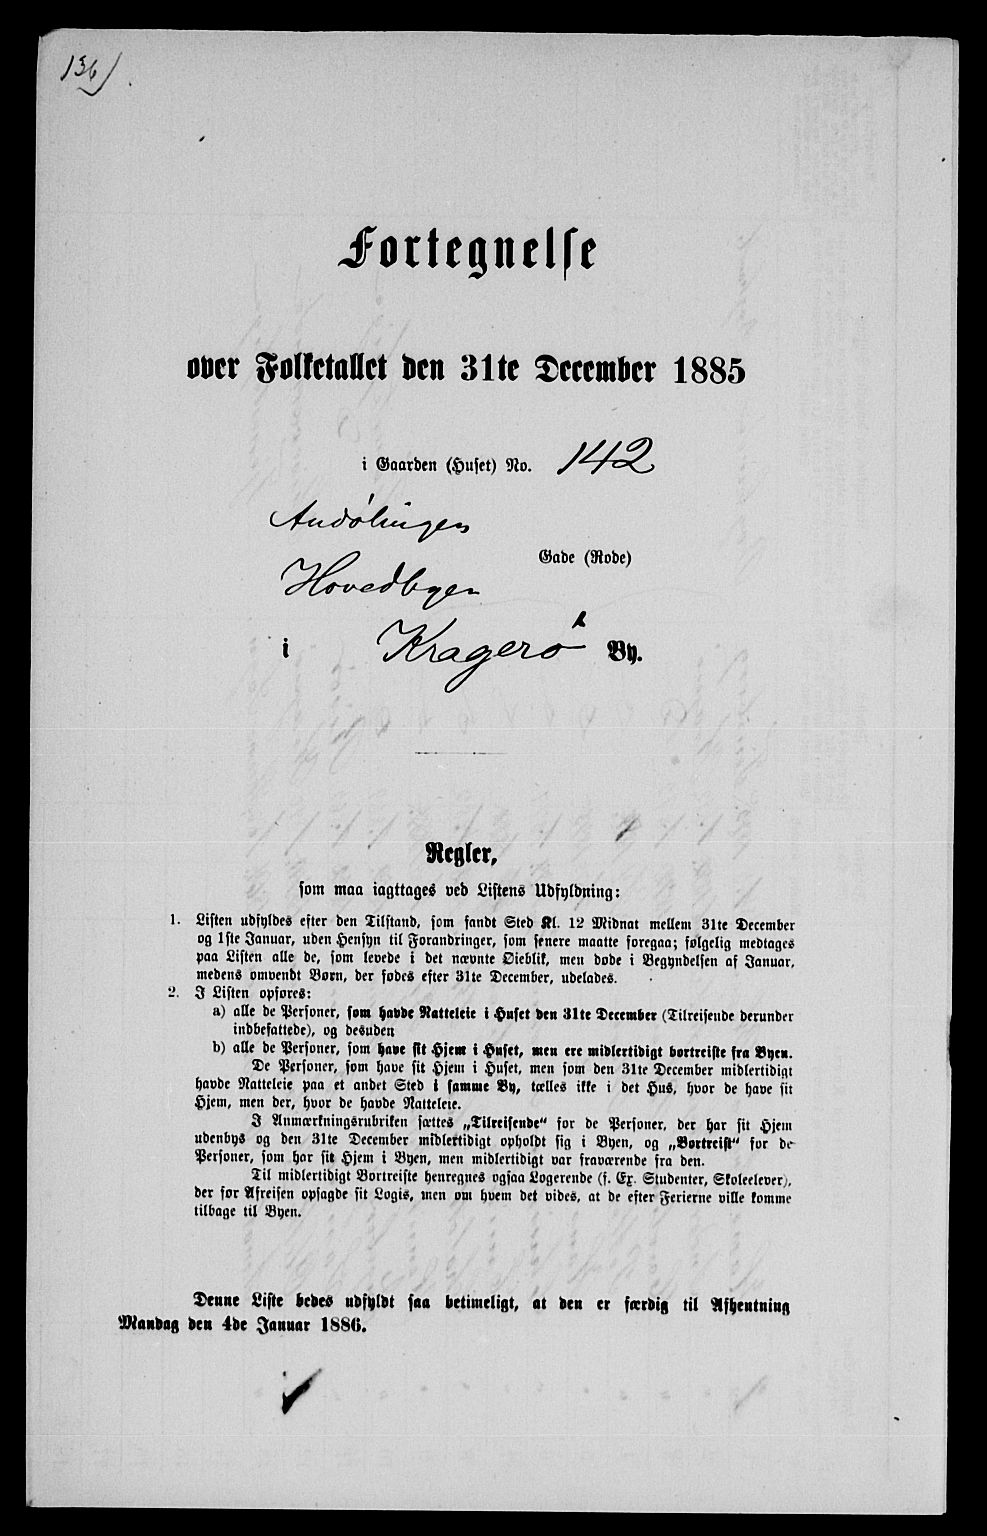 136)
Fortegnelse
over Folketallet den 31te December 1885
i Gaarden (Huset) No. 142
Andølingen
Gade (Rode)
Hovedbyen
i Kragerø By.
Regler,
som maa iagttages ved Listens Udfyldning:
1. Listen udfyldes efter den Tilstand, som fandt Sted Kl. 12 Midnat mellem 31te December
og 1ste Januar, uden Hensyn til Forandringer, som senere maatte foregaa; følgelig medtages
paa Listen alle de, som levede i det nævnte Øieblik, men døde i Begyndelsen af Januar,
medens omvendt Børn, der fødes efter 31te December, udelades.
2. I Listen opføres:
a) alle de Personer, som havde Natteleie i Huset den 31te December (Tilreisende derunder
indbefattede), og desuden
b) alle de Personer, som have sit Hjem i Huset, men ere midlertidigt bortreiste fra Byen.
De Personer, som have sit Hjem i Huset, men som den 31te December midlertidigt
havde Natteleie paa et andet Sted i samme By, tælles ikke i det Hus, hvor de have sit
Hjem, men der, hvor de havde Natteleie.
I Anmærkningsrubriken sættes „Tilreisende“ for de Personer, der har sit Hjem
udenbys og den 31te December midlertidigt opholdt sig i Byen, og „Bortreist“ for de
Personer, som har sit Hjem i Byen, men midlertidigt var fraværende fra den.
Til midlertidigt Bortreiste henregnes ogsaa Logerende (f. Ex. Studenter, Skoleelever),
der før Afreisen opsagde sit Logis, men om hvem det vides, at de efter Ferierne ville komme
tilbage til Byen.
Denne Liste bedes udfyldt saa betimeligt, at den er færdig til Afhentning
Mandag den 4de Januar 1886.